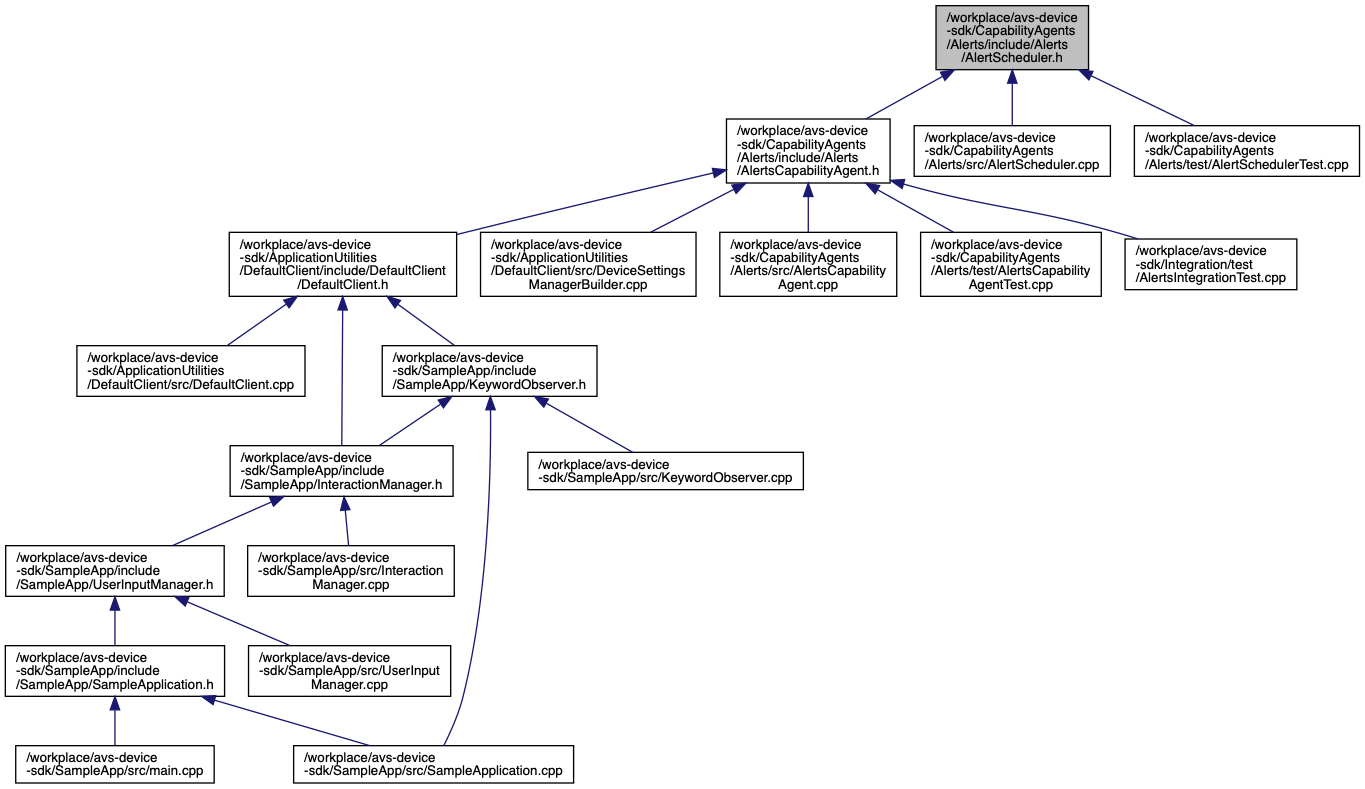 /workplace/avs-device
-sdk/CapabilityAgents
/Alerts/include/Alerts
/AlertScheduler.h
/workplace/avs-device
-sdk/CapabilityAgents
/Alerts/include/Alerts
/AlertsCapabilityAgent.h
/workplace/avs-device
-sdk/CapabilityAgents
/Alerts/src/AlertScheduler.cpp
/workplace/avs-device
-sdk/CapabilityAgents
/Alerts/test/AlertSchedulerTest.cpp
/workplace/avs-device
-sdk/ApplicationUtilities
/DefaultClient/include/DefaultClient
/DefaultClient.h
/workplace/avs-device
-sdk/ApplicationUtilities
/DefaultClient/src/DeviceSettings
ManagerBuilder.cpp
/workplace/avs-device
-sdk/CapabilityAgents
/Alerts/src/AlertsCapability
Agent.cpp
/workplace/avs-device
-sdk/CapabilityAgents
/Alerts/test/AlertsCapability
AgentTest.cpp
/workplace/avs-device
-sdk/Integration/test
/AlertsIntegrationTest.cpp
/workplace/avs-device
-sdk/ApplicationUtilities
/DefaultClient/src/DefaultClient.cpp
/workplace/avs-device
-sdk/SampleApp/include
/SampleApp/KeywordObserver.h
/workplace/avs-device
-sdk/SampleApp/include
/SampleApp/InteractionManager.h
/workplace/avs-device
-sdk/SampleApp/src/KeywordObserver.cpp
/workplace/avs-device
-sdk/SampleApp/include
/SampleApp/UserInputManager.h
/workplace/avs-device
-sdk/SampleApp/src/Interaction
Manager.cpp
/workplace/avs-device
-sdk/SampleApp/include
/SampleApp/SampleApplication.h
/workplace/avs-device
-sdk/SampleApp/src/UserInput
Manager.cpp
/workplace/avs-device
-sdk/SampleApp/src/main.cpp
/workplace/avs-device
-sdk/SampleApp/src/SampleApplication.cpp